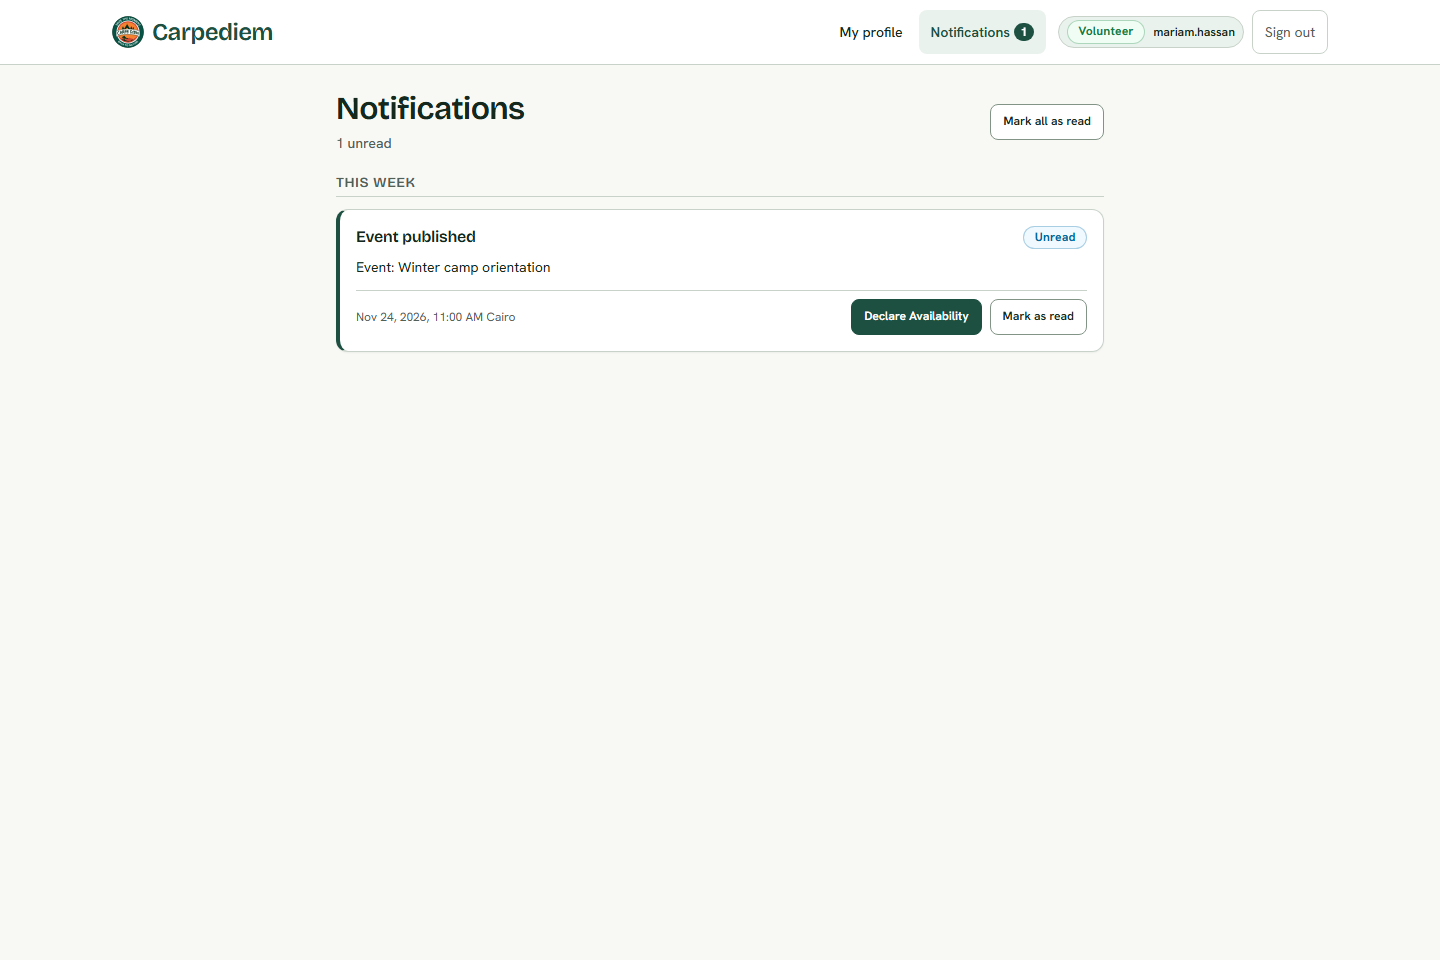 Carpediem
My profile
Notifications 1
Volunteer mariam.hassan
Sign out
Notifications
1 unread
Mark all as read
THIS WEEK
Event published
Unread
Event: Winter camp orientation
Nov 24, 2026, 11:00 AM Cairo
Declare Availability
Mark as read